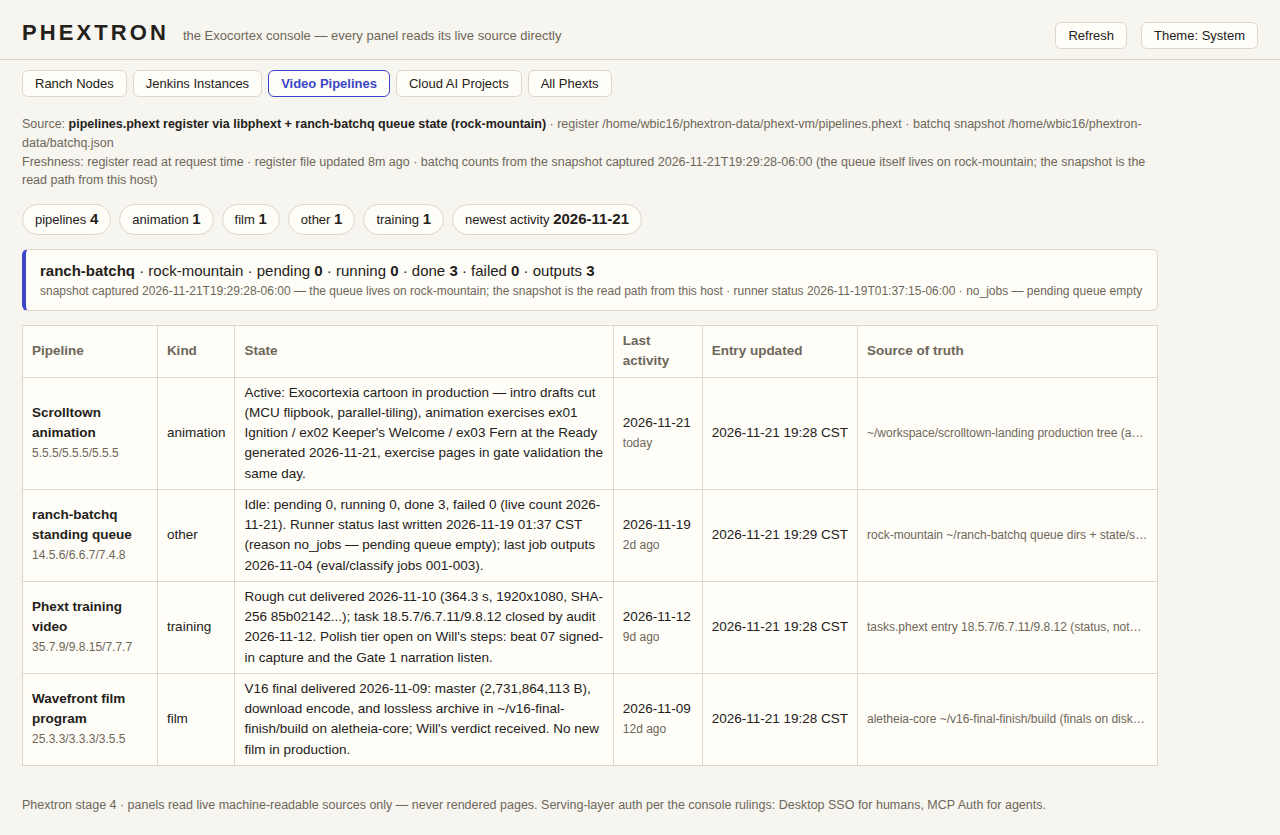 PHEXTRON the Exocortex console — every panel reads its live source directly Refresh Theme: System
Ranch Nodes Jenkins Instances Video Pipelines Cloud AI Projects All Phexts
Source: pipelines.phext register via libphext + ranch-batchq queue state (rock-mountain) · register /home/wbic16/phextron-data/phext-vm/pipelines.phext · batchq snapshot /home/wbic16/phextron-
data/batchq.json
Freshness: register read at request time · register file updated 8m ago · batchq counts from the snapshot captured 2026-11-21T19:29:28-06:00 (the queue itself lives on rock-mountain; the snapshot is the
read path from this host)
pipelines 4 animation 1 film 1 other 1 training 1 newest activity 2026-11-21
ranch-batchq · rock-mountain · pending 0 · running 0 · done 3 · failed 0 · outputs 3
snapshot captured 2026-11-21T19:29:28-06:00 — the queue lives on rock-mountain; the snapshot is the read path from this host · runner status 2026-11-19T01:37:15-06:00 · no_jobs — pending queue empty
Pipeline Kind State Last activity Entry updated Source of truth
Scrolltown
animation
5.5.5/5.5.5/5.5.5
animation
Active: Exocortexia cartoon in production — intro drafts cut
(MCU flipbook, parallel-tiling), animation exercises ex01
Ignition / ex02 Keeper's Welcome / ex03 Fern at the Ready
generated 2026-11-21, exercise pages in gate validation the
same day.
2026-11-21
today
2026-11-21 19:28 CST
~/workspace/scrolltown-landing production tree (a…
ranch-batchq
standing queue
14.5.6/6.6.7/7.4.8
other
Idle: pending 0, running 0, done 3, failed 0 (live count 2026-
11-21). Runner status last written 2026-11-19 01:37 CST
(reason no_jobs — pending queue empty); last job outputs
2026-11-04 (eval/classify jobs 001-003).
2026-11-19
2d ago
2026-11-21 19:29 CST
rock-mountain ~/ranch-batchq queue dirs + state/s…
Phext training
video
35.7.9/9.8.15/7.7.7
training
Rough cut delivered 2026-11-10 (364.3 s, 1920x1080, SHA-
256 85b02142...); task 18.5.7/6.7.11/9.8.12 closed by audit
2026-11-12. Polish tier open on Will's steps: beat 07 signed-
in capture and the Gate 1 narration listen.
2026-11-12
9d ago
2026-11-21 19:28 CST
tasks.phext entry 18.5.7/6.7.11/9.8.12 (status, not…
Wavefront film
program
25.3.3/3.3.3/3.5.5
film
V16 final delivered 2026-11-09: master (2,731,864,113 B),
download encode, and lossless archive in ~/v16-final-
finish/build on aletheia-core; Will's verdict received. No new
film in production.
2026-11-09
12d ago
2026-11-21 19:28 CST
aletheia-core ~/v16-final-finish/build (finals on disk…
Phextron stage 4 · panels read live machine-readable sources only — never rendered pages. Serving-layer auth per the console rulings: Desktop SSO for humans, MCP Auth for agents.